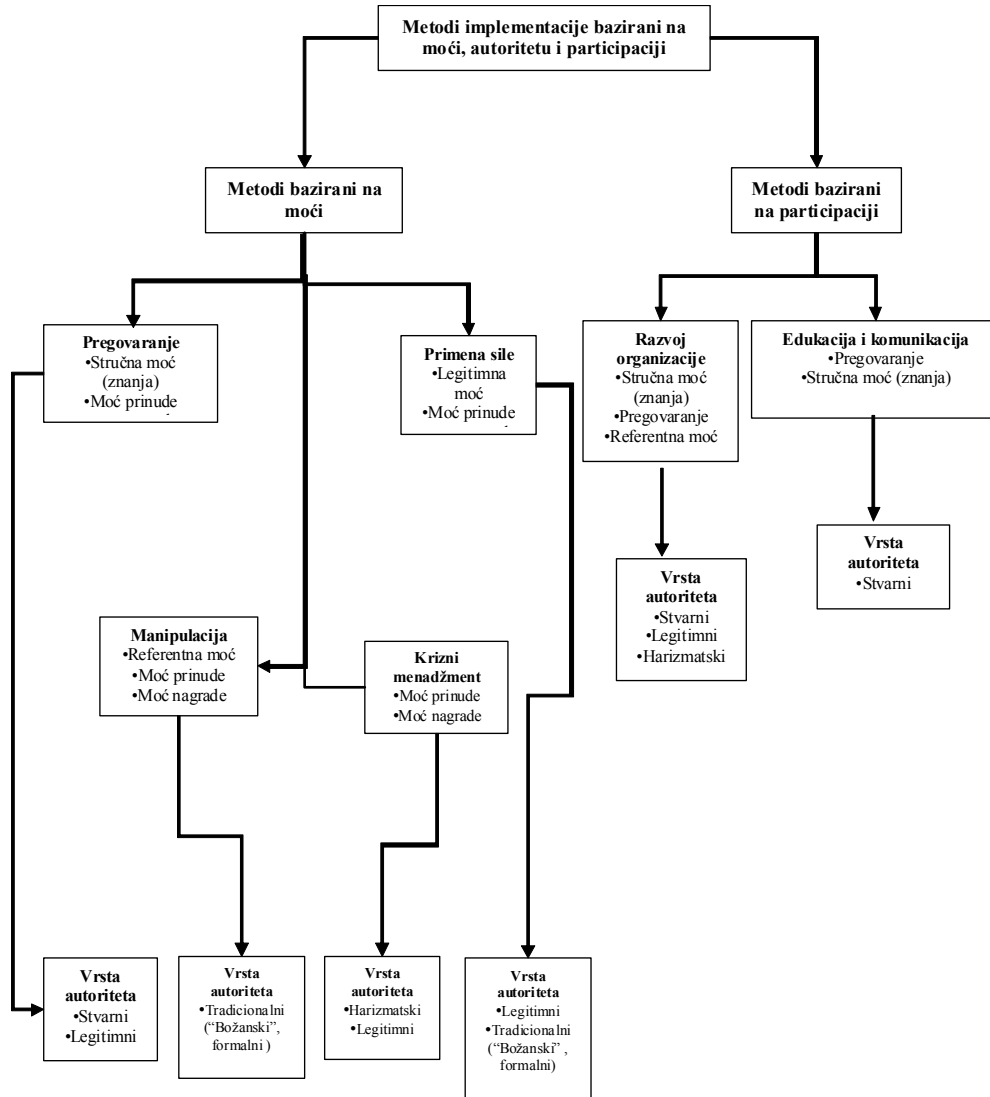 Metodi implementacije bazirani na
moći, autoritetu i participaciji
Metodi bazirani na
moći
Metodi bazirani
na participaciji
Pregovaranje
•Stručna moć
(znanja)
•Moć prinude
Primena sile
•Legitimna
moć
•Moć prinude
Razvoj
organizacije
•Stručna moć
(znanja)
•Pregovaranje
•Referentna moć
Edukacija i komunikacija
•Pregovaranje
•Stručna moć (znanja)
Vrsta
autoriteta
•Stvarni
Vrsta
autoriteta
•Stvarni
•Legitimni
•Harizmatski
Manipulacija
•Referentna moć
•Moć prinude
•Moć nagrade
Krizni
menadžment
•Moć prinude
•Moć nagrade
Vrsta
autoriteta
•Stvarni
•Legitimni
Vrsta
autoriteta
•Tradicionalni
(“Božanski”,
formalni )
Vrsta
autoriteta
•Harizmatski
•Legitimni
Vrsta
autoriteta
•Legitimni
•Tradicionalni
(“Božanski” ,
formalni)